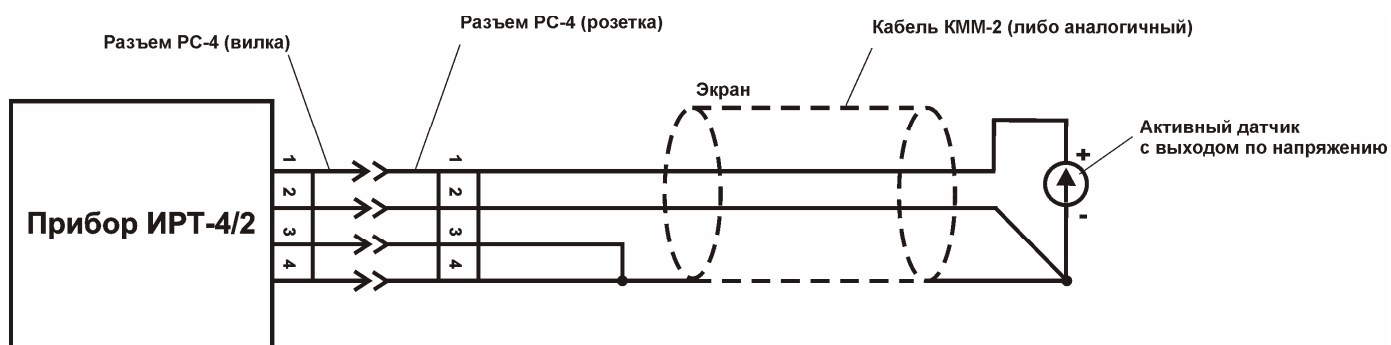 Разъем РС-4 (розетка)
Кабель КММ-2 (либо аналогичный)
Разъем РС-4 (вилка)
Экран
Активный датчик
с выходом по напряжению
Прибор ИРТ-4/2
1
2
3
4
1
2
3
4
+
-